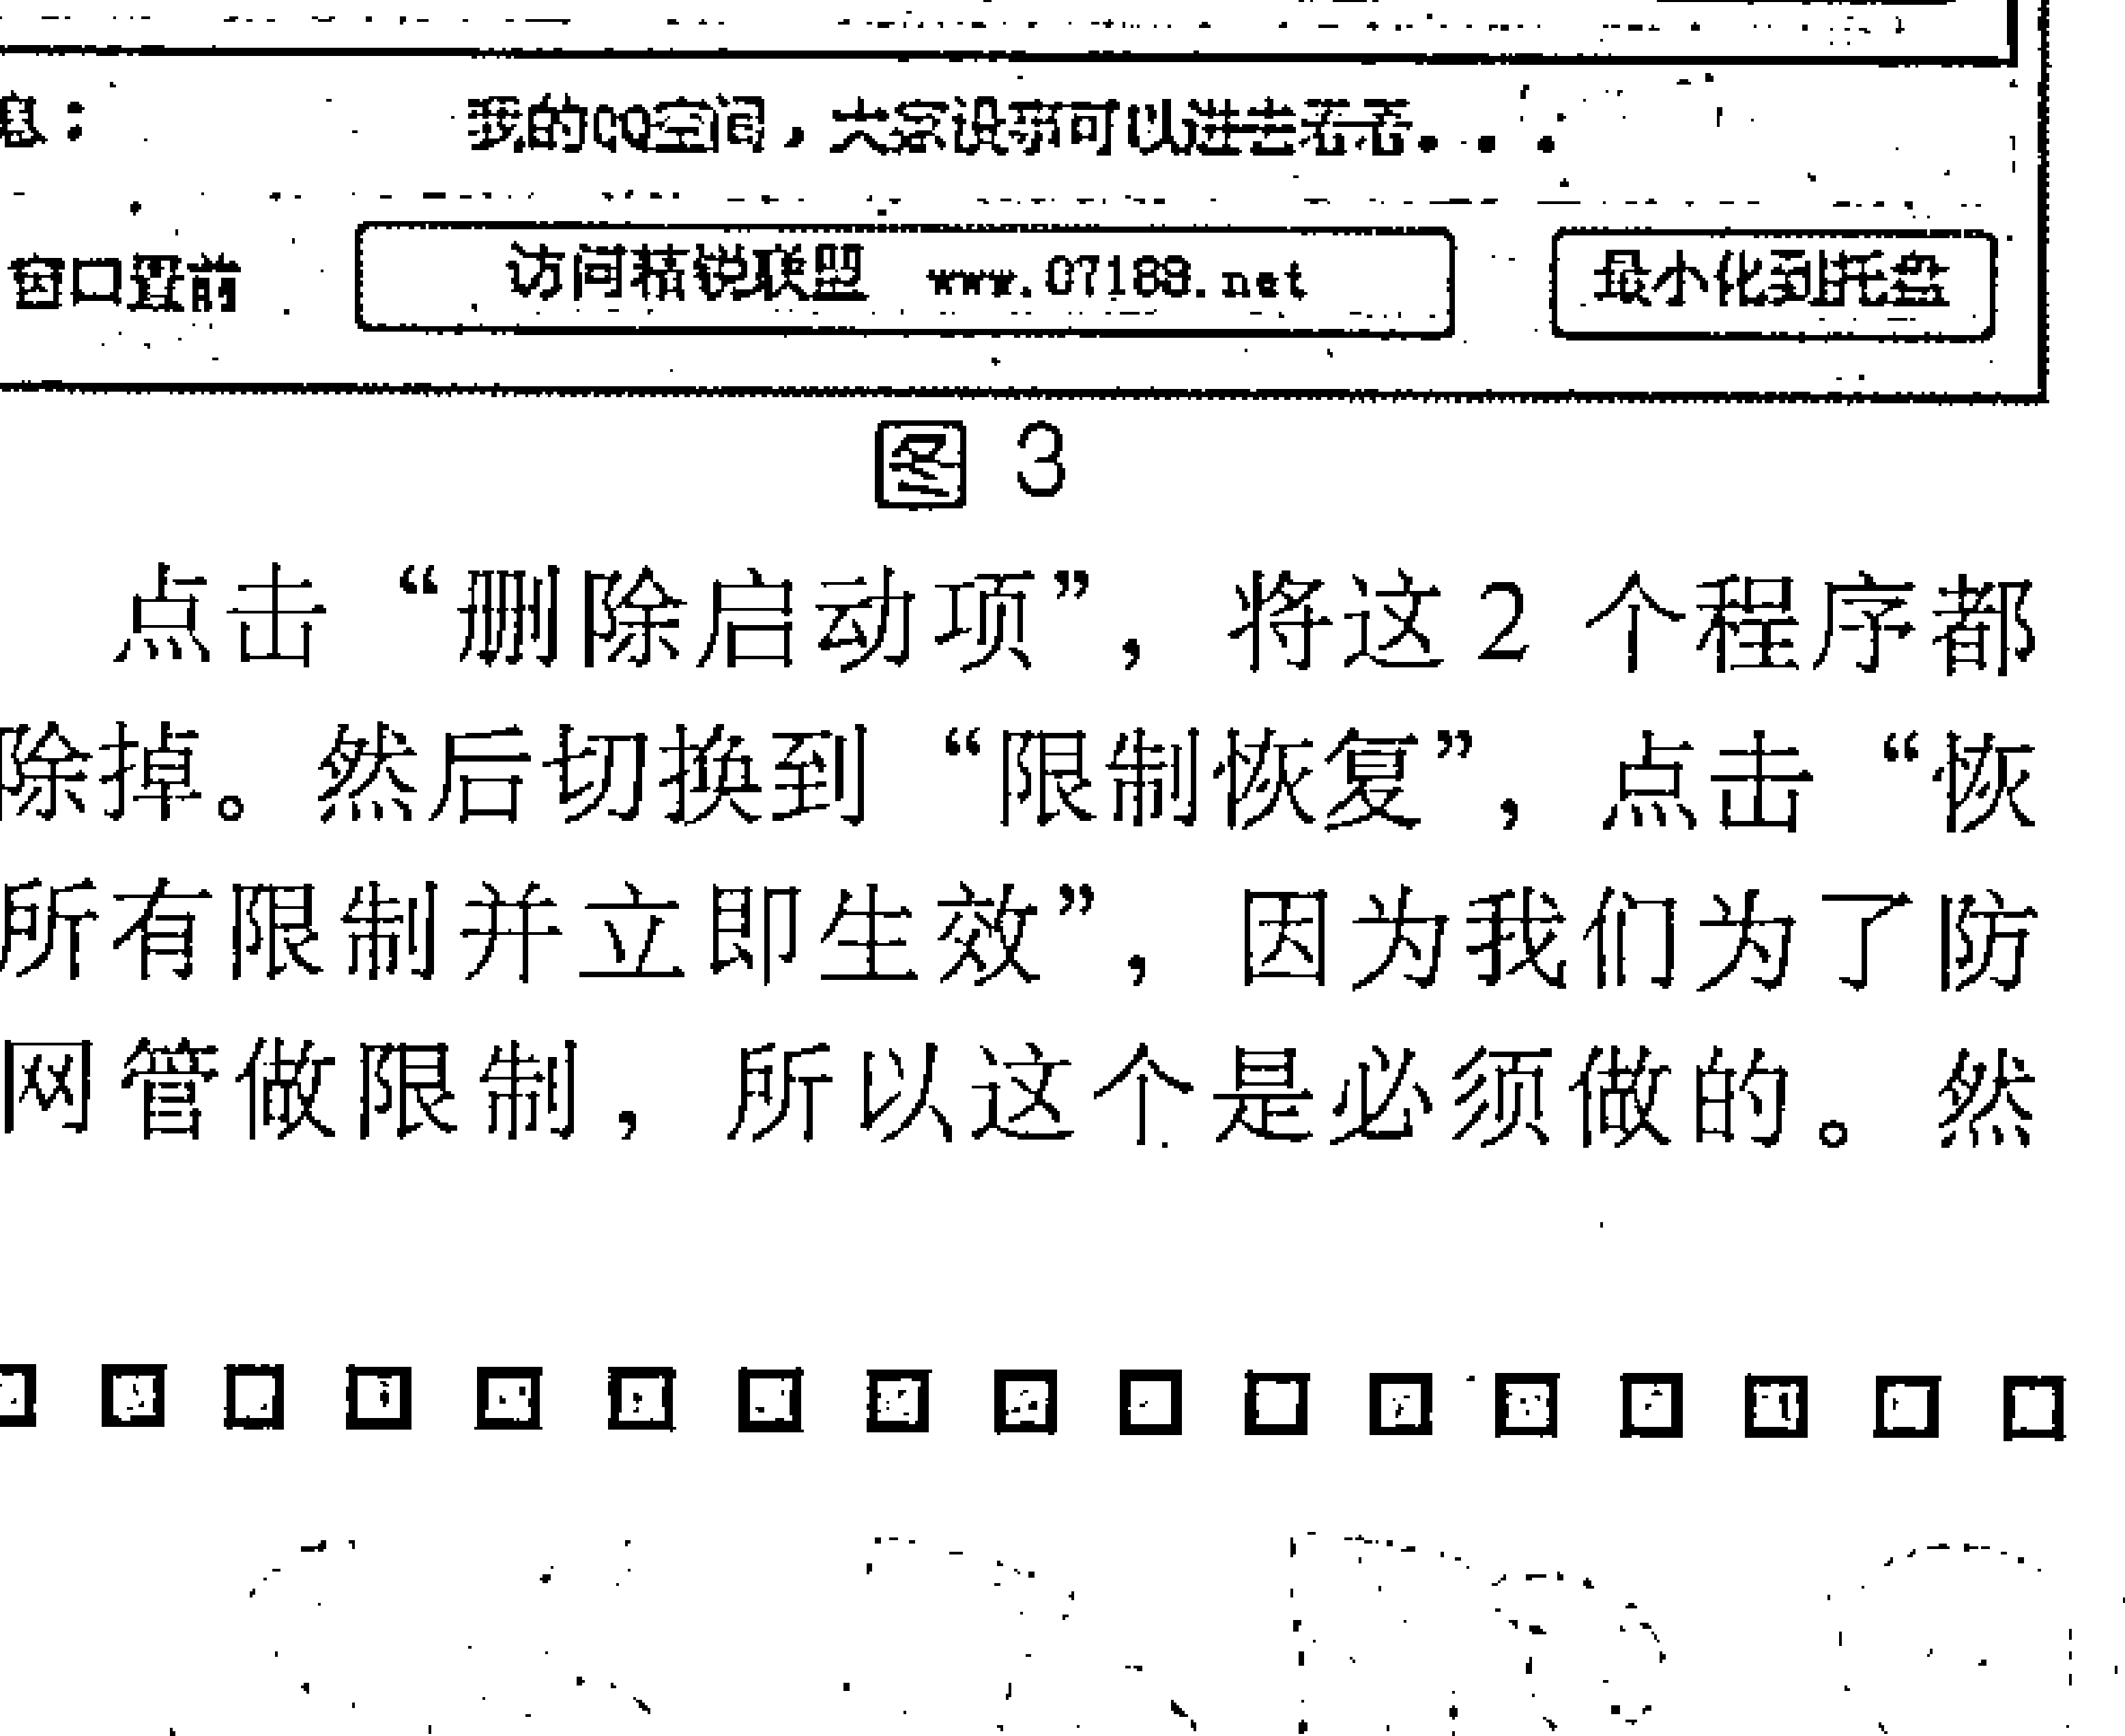 息：	我的QQ空间，大家没事可以进去看看...
窗口置前	访问精锐联盟 www.07188.net	最小化到托盘
图 3
点击“删除启动项”，将这2 个程序都
除掉。然后切换到“限制恢复”，点击“恢
所有限制并立即生效”，因为我们为了防
网管做限制，所以这个是必须做的。然